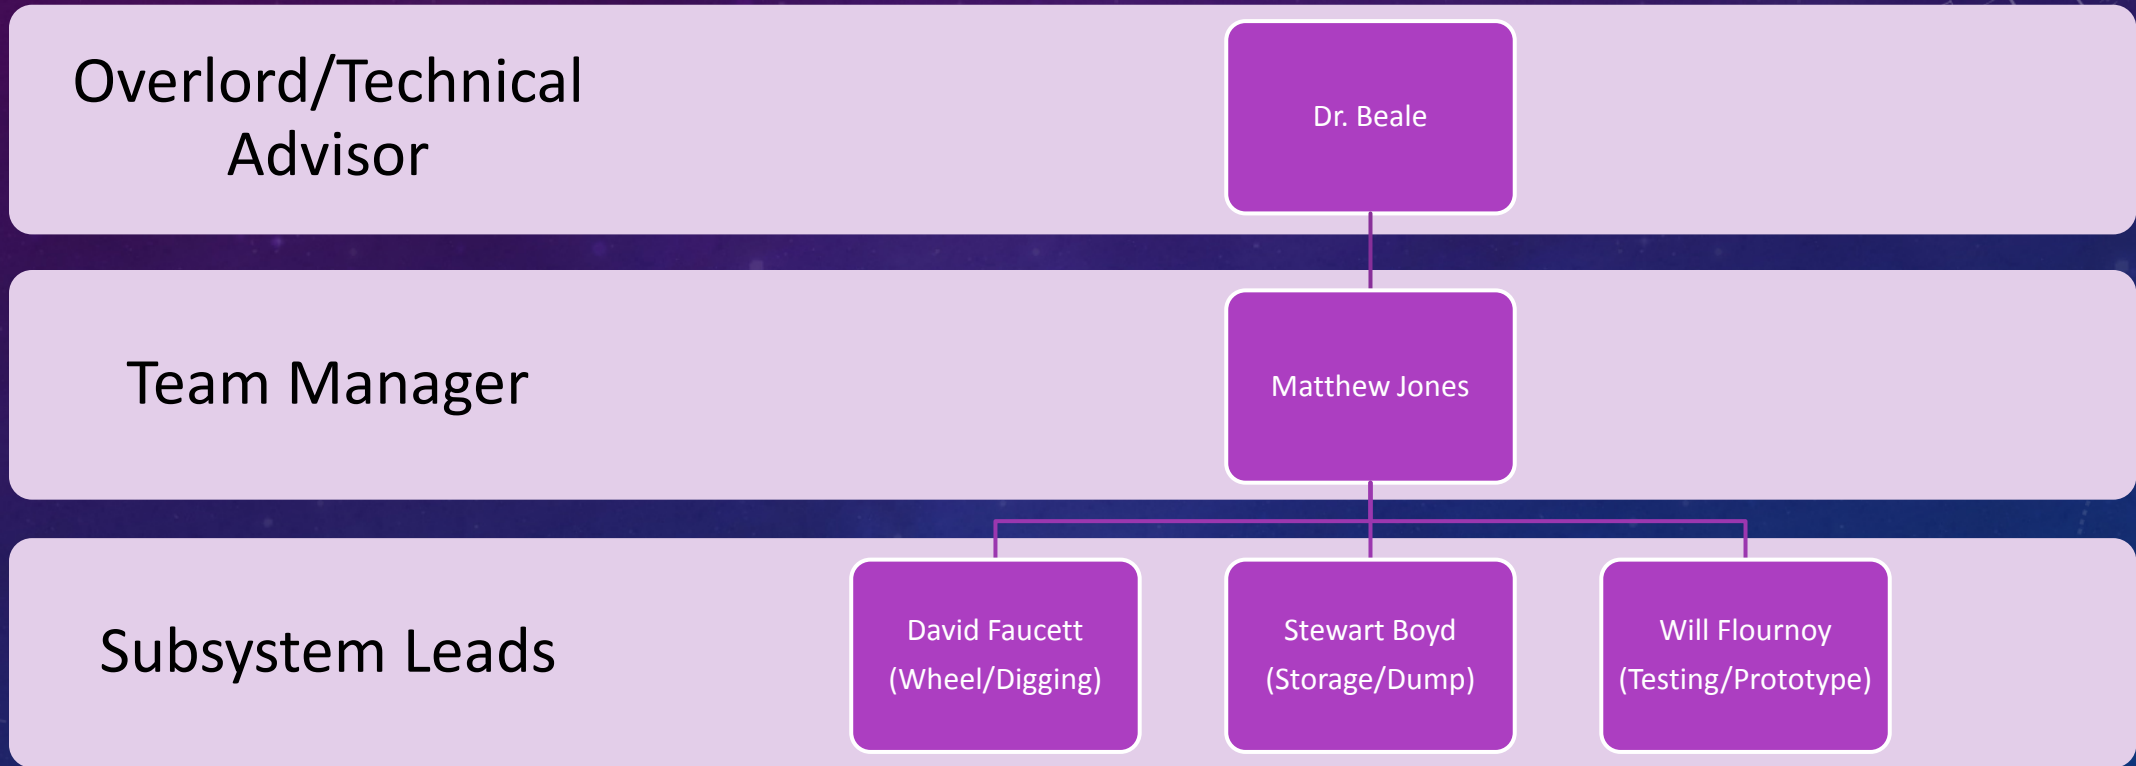 Overlord/Technical
Advisor
Dr. Beale
Team Manager
Matthew Jones
Subsystem Leads
David Faucett
(Wheel/Digging)
Stewart Boyd
(Storage/Dump)
Will Flournoy
(Testing/Prototype)